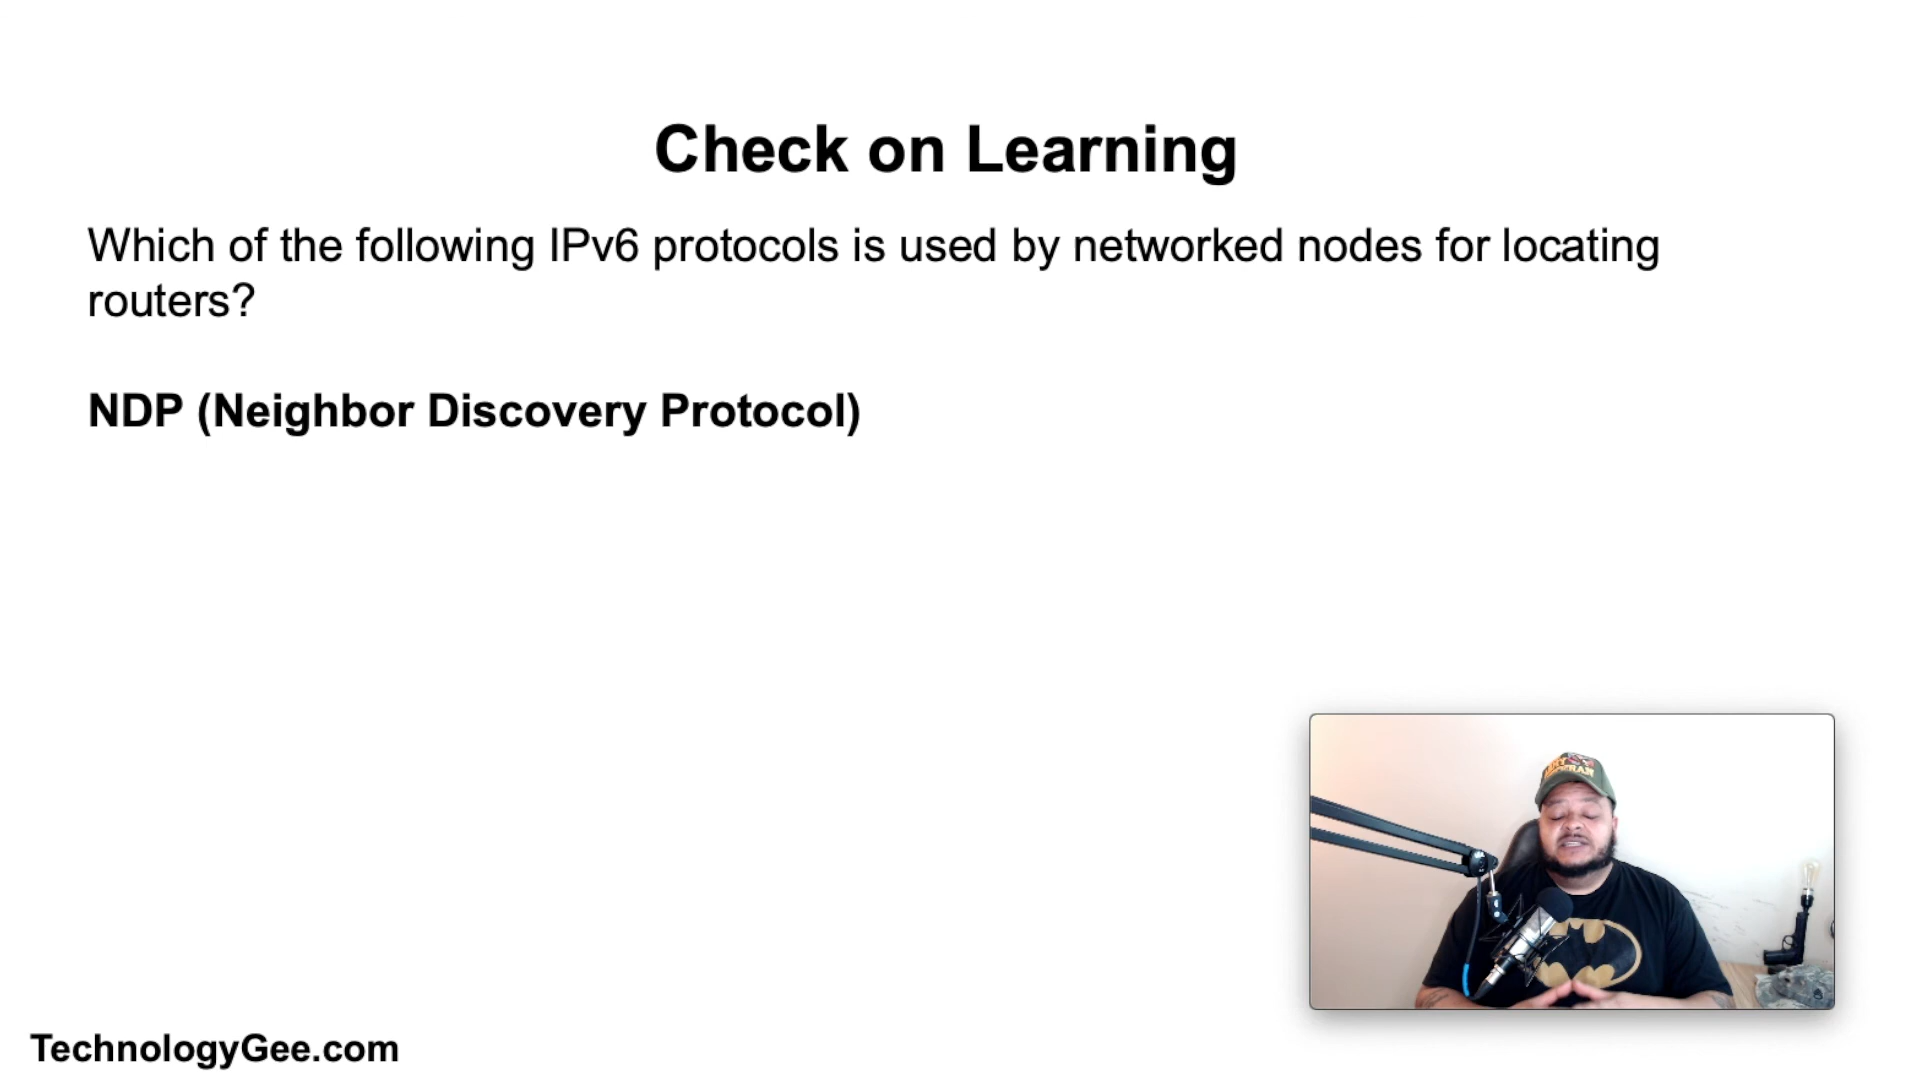 Check on Learning
Which of the following IPv6 protocols is used by networked nodes for locating
routers?
NDP (Neighbor Discovery Protocol)
TechnologyGee.com